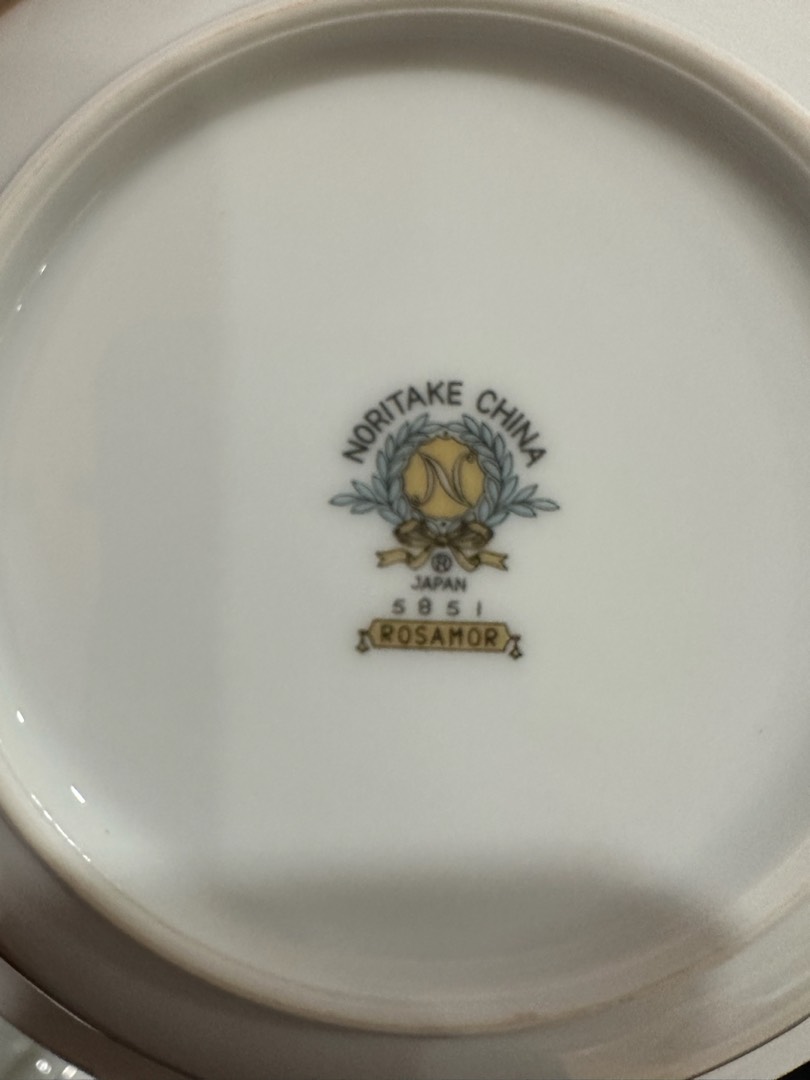 NORITAKE CHINA
N
®
JAPAN
5851
ROSAMOR